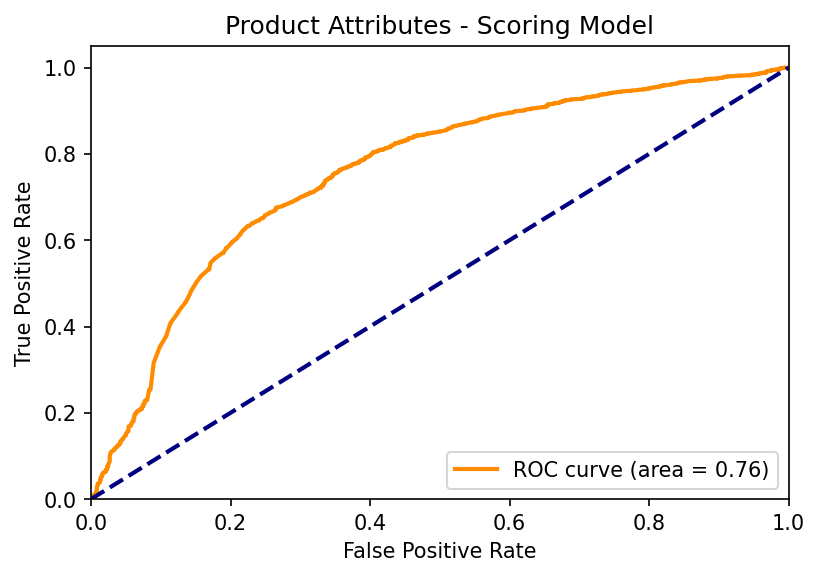 Product Attributes - Scoring Model
1.0
0.8
0.6
0.4
0.2
0.0
True Positive Rate
ROC curve (area = 0.76)
0.0 0.2 0.4 0.6 0.8 1.0
False Positive Rate